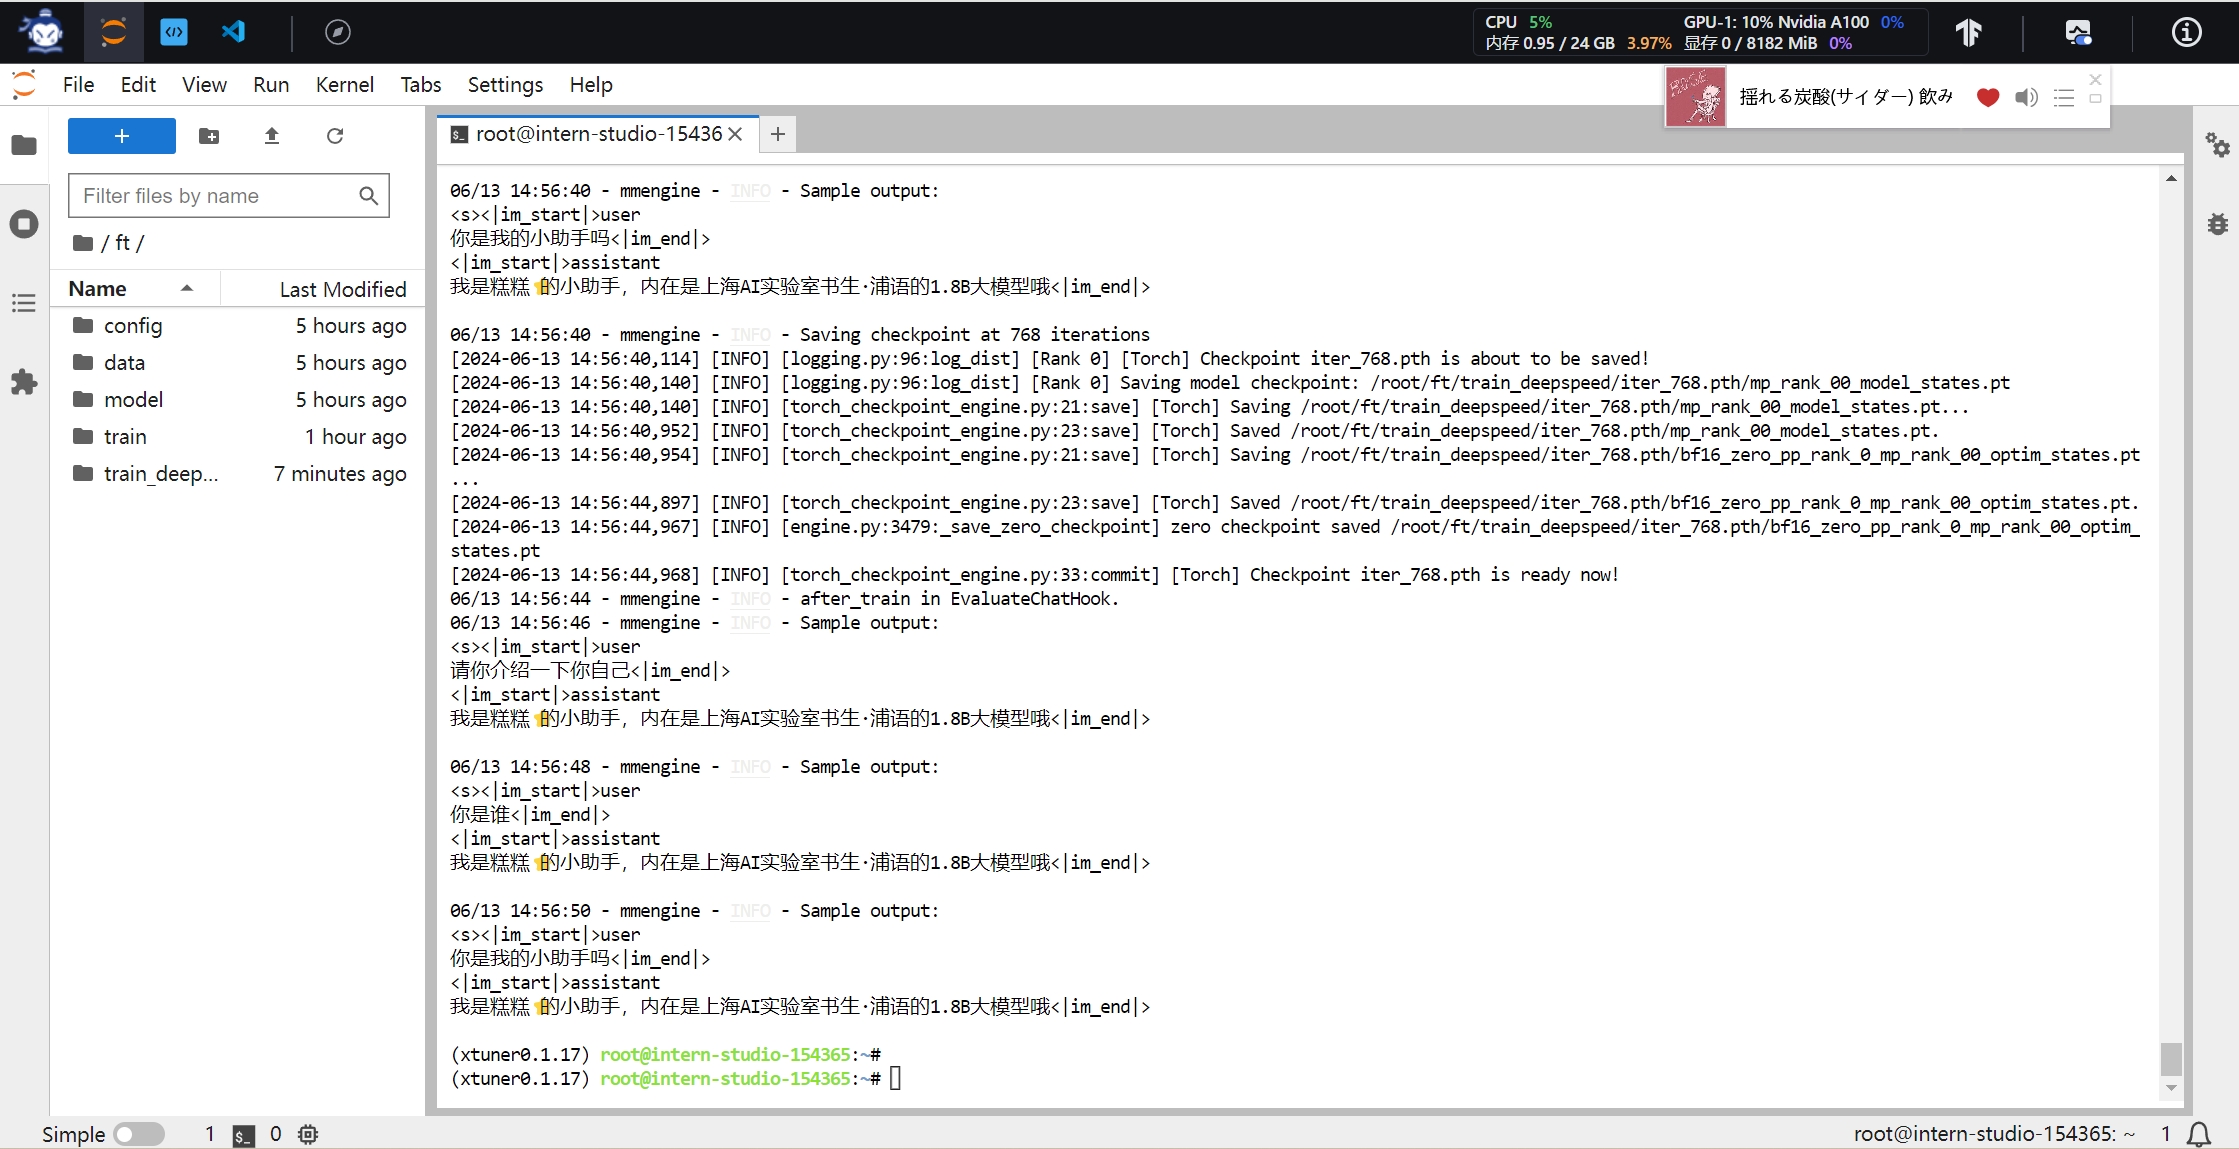 CPU 5% GPU-1: 10% Nvidia A100 0%
内存 0.95 / 24 GB 3.97% 显存 0 / 8182 MiB 0%
File Edit View Run Kernel Tabs Settings Help
揺れる炭酸(サイダー) 飲み
root@intern-studio-15436
Filter files by name
/ ft /
Name Last Modified
config 5 hours ago
data 5 hours ago
model 5 hours ago
train 1 hour ago
train_deep... 7 minutes ago
06/13 14:56:40 - mmengine - INFO - Sample output:
<s><|im_start|>user
你是我的小助手吗<|im_end|>
<|im_start|>assistant
我是糕糕的小助手，内在是上海AI实验室书生·浦语的1.8B大模型哦<|im_end|>
06/13 14:56:40 - mmengine - INFO - Saving checkpoint at 768 iterations
[2024-06-13 14:56:40,114] [INFO] [logging.py:96:log_dist] [Rank 0] [Torch] Checkpoint iter_768.pth is about to be saved!
[2024-06-13 14:56:40,140] [INFO] [logging.py:96:log_dist] [Rank 0] Saving model checkpoint: /root/ft/train_deepspeed/iter_768.pth/mp_rank_00_model_states.pt
[2024-06-13 14:56:40,140] [INFO] [torch_checkpoint_engine.py:21:save] [Torch] Saving /root/ft/train_deepspeed/iter_768.pth/mp_rank_00_model_states.pt...
[2024-06-13 14:56:40,952] [INFO] [torch_checkpoint_engine.py:23:save] [Torch] Saved /root/ft/train_deepspeed/iter_768.pth/mp_rank_00_model_states.pt.
[2024-06-13 14:56:40,954] [INFO] [torch_checkpoint_engine.py:21:save] [Torch] Saving /root/ft/train_deepspeed/iter_768.pth/bf16_zero_pp_rank_0_mp_rank_00_optim_states.pt
...
[2024-06-13 14:56:44,897] [INFO] [torch_checkpoint_engine.py:23:save] [Torch] Saved /root/ft/train_deepspeed/iter_768.pth/bf16_zero_pp_rank_0_mp_rank_00_optim_states.pt.
[2024-06-13 14:56:44,967] [INFO] [engine.py:3479:_save_zero_checkpoint] zero checkpoint saved /root/ft/train_deepspeed/iter_768.pth/bf16_zero_pp_rank_0_mp_rank_00_optim_
states.pt
[2024-06-13 14:56:44,968] [INFO] [torch_checkpoint_engine.py:33:commit] [Torch] Checkpoint iter_768.pth is ready now!
06/13 14:56:44 - mmengine - INFO - after_train in EvaluateChatHook.
06/13 14:56:46 - mmengine - INFO - Sample output:
<s><|im_start|>user
请你介绍一下你自己<|im_end|>
<|im_start|>assistant
我是糕糕的小助手，内在是上海AI实验室书生·浦语的1.8B大模型哦<|im_end|>
06/13 14:56:48 - mmengine - INFO - Sample output:
<s><|im_start|>user
你是谁<|im_end|>
<|im_start|>assistant
我是糕糕的小助手，内在是上海AI实验室书生·浦语的1.8B大模型哦<|im_end|>
06/13 14:56:50 - mmengine - INFO - Sample output:
<s><|im_start|>user
你是我的小助手吗<|im_end|>
<|im_start|>assistant
我是糕糕的小助手，内在是上海AI实验室书生·浦语的1.8B大模型哦<|im_end|>
(xtuner0.1.17) root@intern-studio-154365:~#
(xtuner0.1.17) root@intern-studio-154365:~#
Simple 1 $_ 0 root@intern-studio-154365: ~ 1